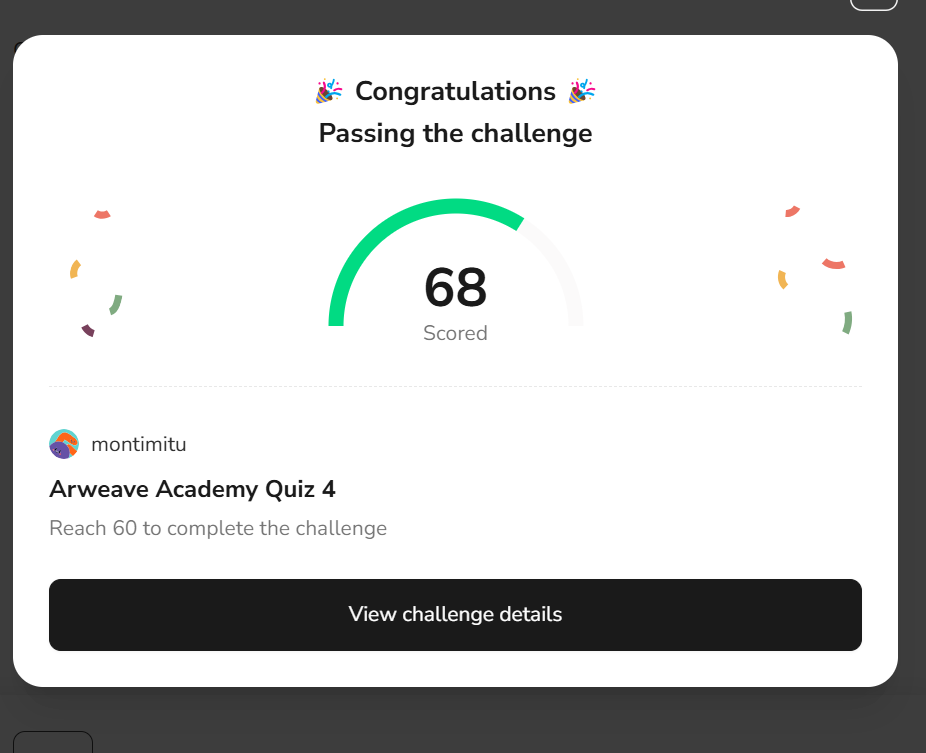 🎉 Congratulations 🎉
Passing the challenge
68
Scored
montimitu
Arweave Academy Quiz 4
Reach 60 to complete the challenge
View challenge details